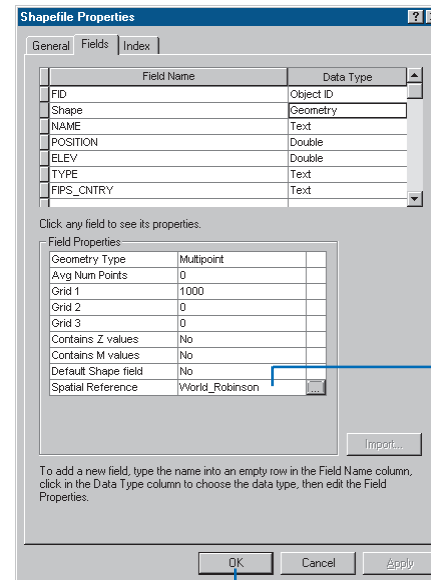 Shapefile Properties
General Fields Index
Field Name Data Type
FID Object ID
Shape Geometry
NAME Text
POSITION Double
ELEV Double
TYPE Text
FIPS_CNTRY Text
Click any field to see its properties.
Field Properties
Geometry Type Multipoint
Avg Num Points 0
Grid 1 1000
Grid 2 0
Grid 3 0
Contains Z values No
Contains M values No
Default Shape field No
Spatial Reference World_Robinson ...
Import...
To add a new field, type the name into an empty row in the Field Name column,
click in the Data Type column to choose the data type, then edit the Field
Properties.
OK Cancel Apply